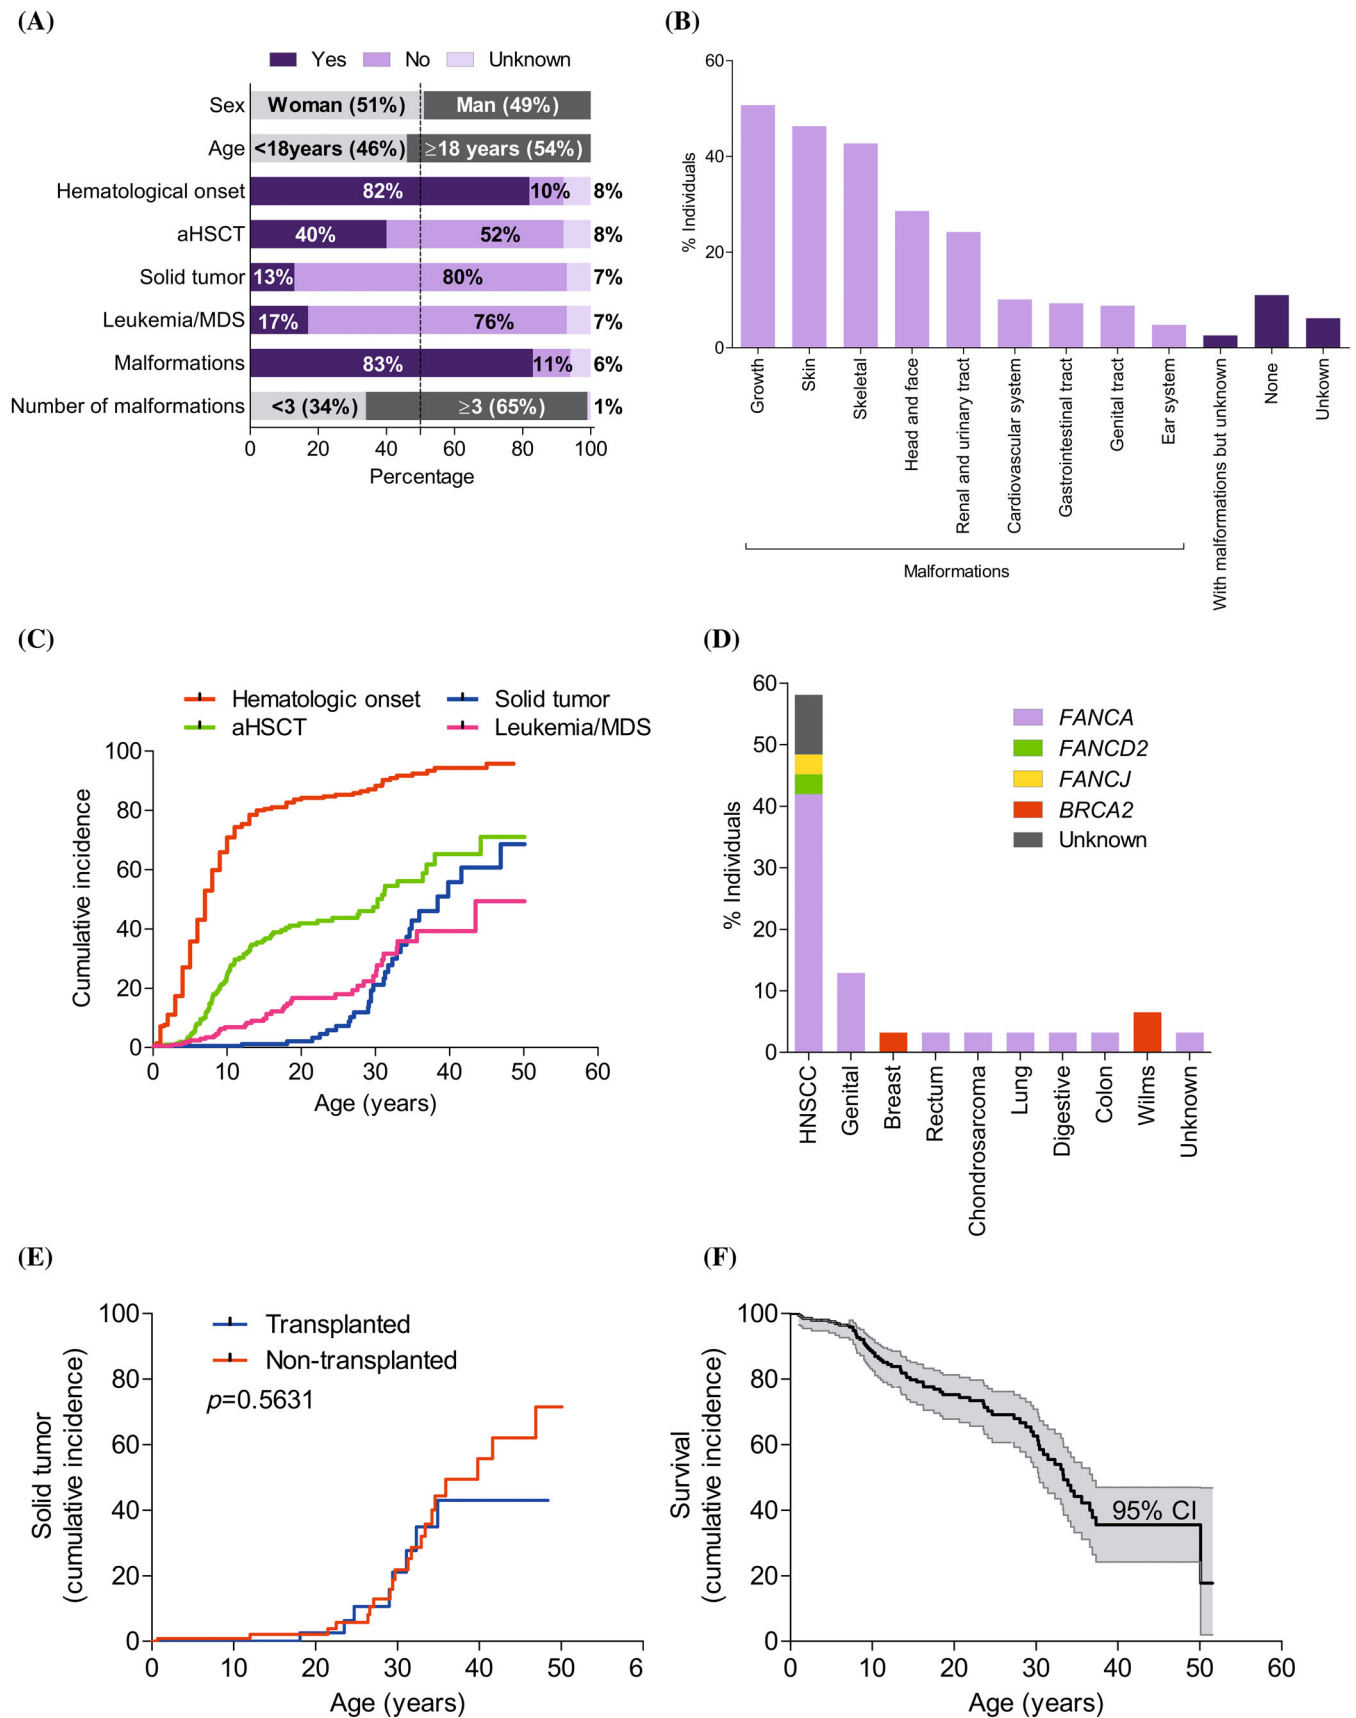 (A)
Yes No Unknown
Sex Woman (51%) Man (49%)
Age <18years (46%) ≥18 years (54%)
Hematological onset 82% 10% 8%
aHSCT 40% 52% 8%
Solid tumor 13% 80% 7%
Leukemia/MDS 17% 76% 7%
Malformations 83% 11% 6%
Number of malformations <3 (34%) ≥3 (65%) 1%
0 20 40 60 80 100
Percentage
(B)
60
40
20
0
% Individuals
Growth
Skin
Skeletal
Head and face
Renal and urinary tract
Cardiovascular system
Gastrointestinal tract
Genital tract
Ear system
With malformations but unknown
None
Unkown
Malformations
(C)
Hematologic onset Solid tumor
aHSCT Leukemia/MDS
100
80
60
40
20
0
Cumulative incidence
0 10 20 30 40 50 60
Age (years)
(D)
60
50
40
30
20
10
0
% Individuals
FANCA
FANCD2
FANCJ
BRCA2
Unknown
HNSCC
Genital
Breast
Rectum
Chondrosarcoma
Lung
Digestive
Colon
Wilms
Unknown
(E)
100
80
60
40
20
0
Solid tumor
(cumulative incidence)
Transplanted
Non-transplanted
p=0.5631
0 10 20 30 40 50 6
Age (years)
(F)
100
80
60
40
20
0
Survival
(cumulative incidence)
95% CI
0 10 20 30 40 50 60
Age (years)